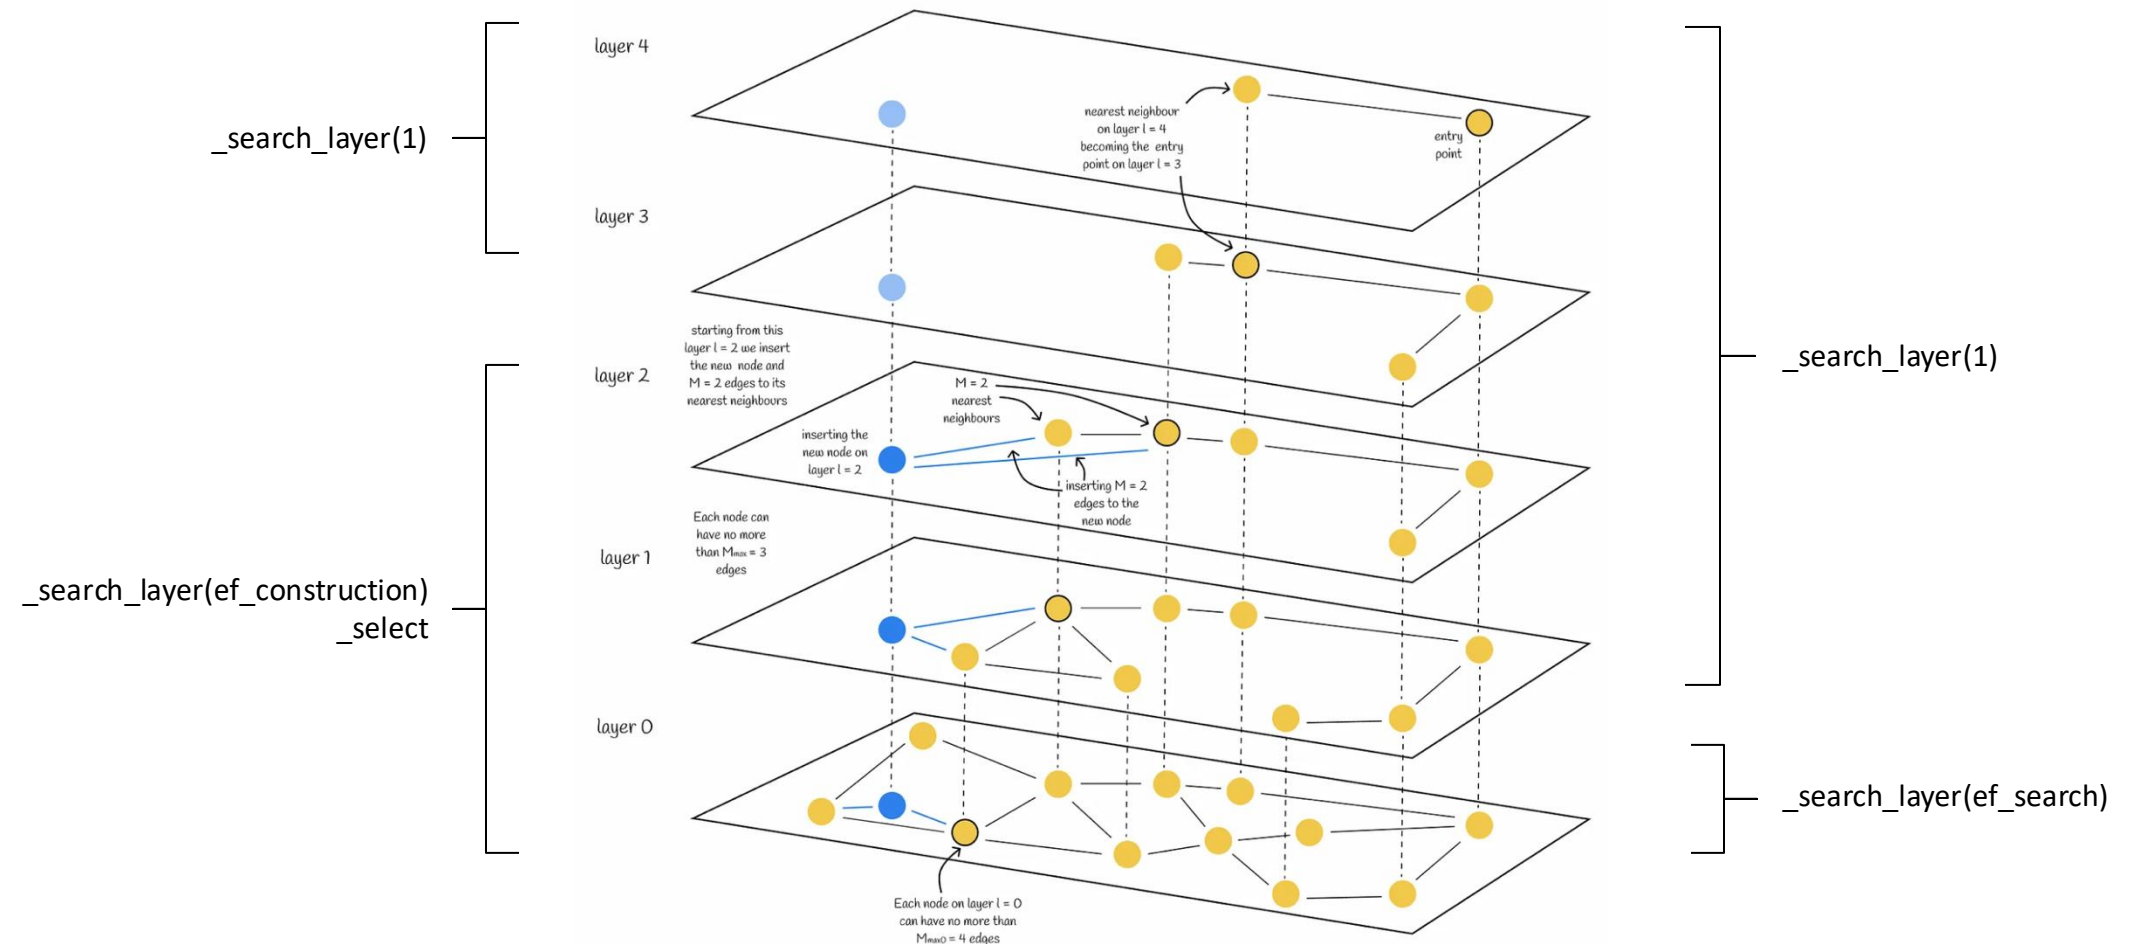 layer 4
nearest neighbour
on layer l = 4
becoming the entry
point on layer l = 3
entry
point
_search_layer(1)
layer 3
starting from this
layer l = 2 we insert
the new node and
M = 2 edges to its
nearest neighbours
_search_layer(1)
layer 2
M = 2
nearest
neighbours
inserting the
new node on
layer l = 2
inserting M = 2
edges to the
new node
Each node can
have no more
than Mmax = 3
edges
layer 1
_search_layer(ef_construction)
_select
layer 0
_search_layer(ef_search)
Each node on layer l = 0
can have no more than
Mmax0 = 4 edges